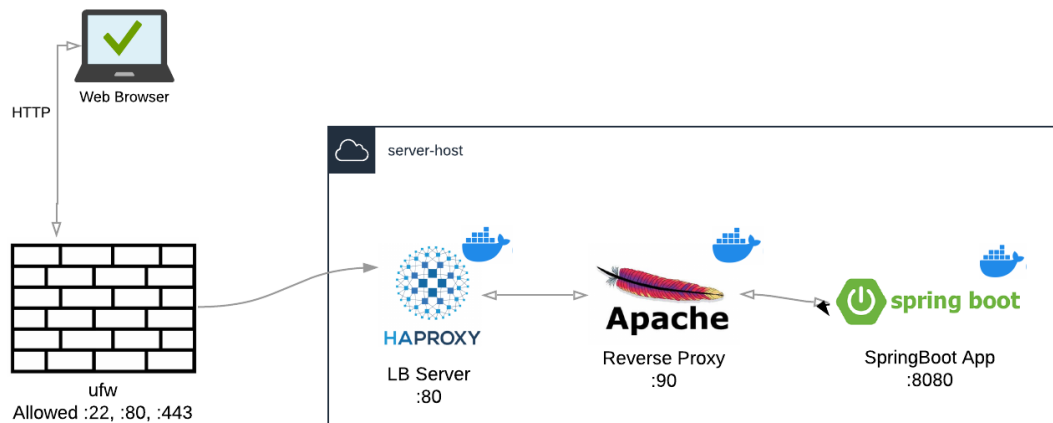 Web Browser
HTTP
server-host
HAPROXY
LB Server
:80
Apache
Reverse Proxy
:90
spring boot
SpringBoot App
:8080
ufw
Allowed :22, :80, :443